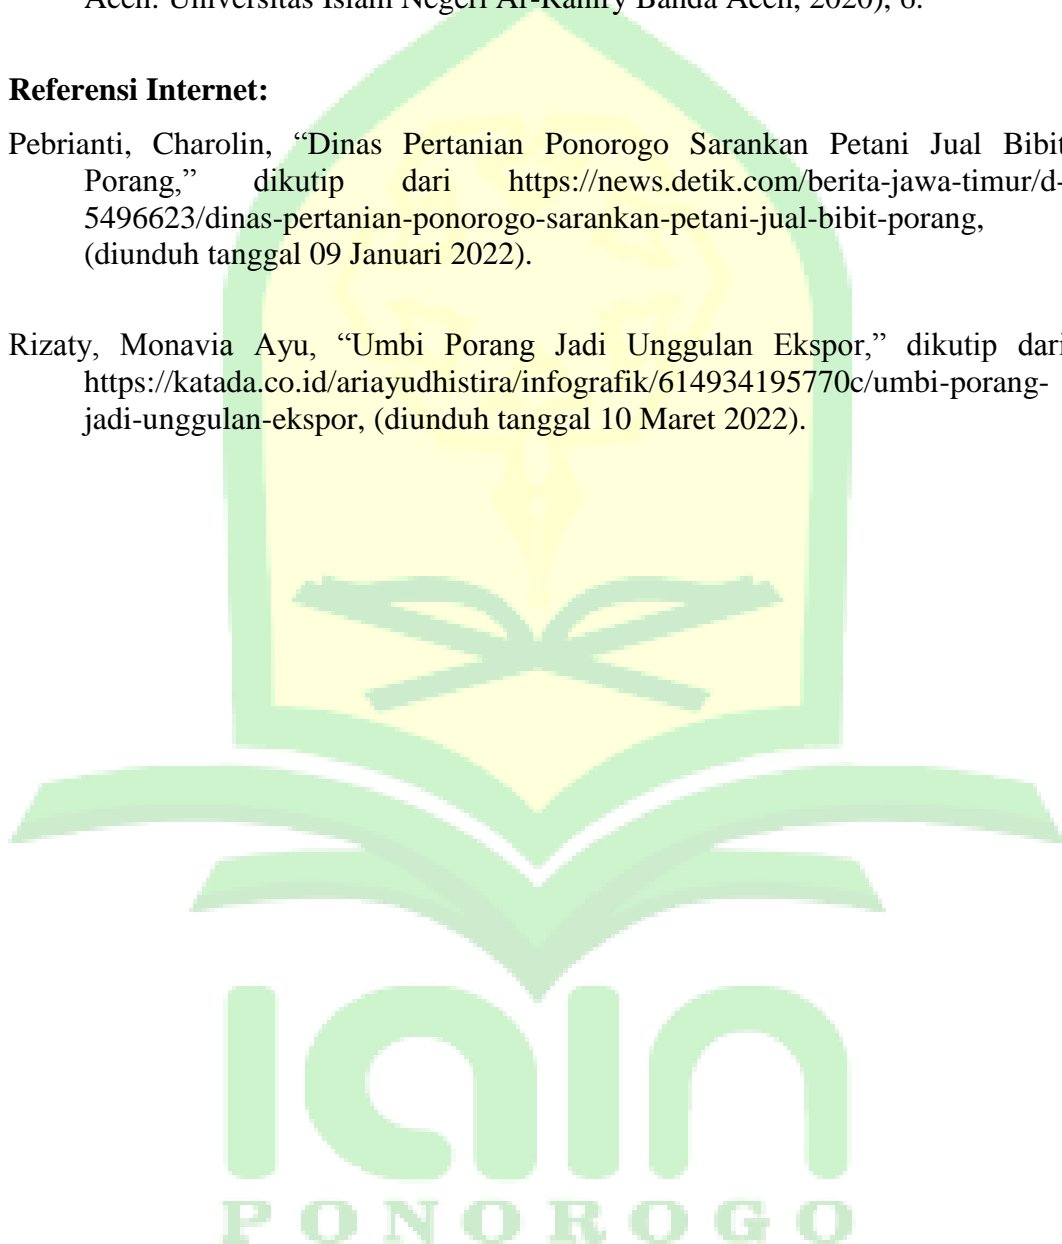 Aceh: Universitas Islam Negeri Ar-Raniry Banda Aceh, 2020), 6.
Referensi Internet:
Pebrianti, Charolin, “Dinas Pertanian Ponorogo Sarankan Petani Jual Bibit
Porang,” dikutip dari https://news.detik.com/berita-jawa-timur/d-
5496623/dinas-pertanian-ponorogo-sarankan-petani-jual-bibit-porang,
(diunduh tanggal 09 Januari 2022).
Rizaty, Monavia Ayu, “Umbi Porang Jadi Unggulan Ekspor,” dikutip dari
https://katada.co.id/ariayudhistira/infografik/614934195770c/umbi-porang-
jadi-unggulan-ekspor, (diunduh tanggal 10 Maret 2022).
iain
PONOROGO